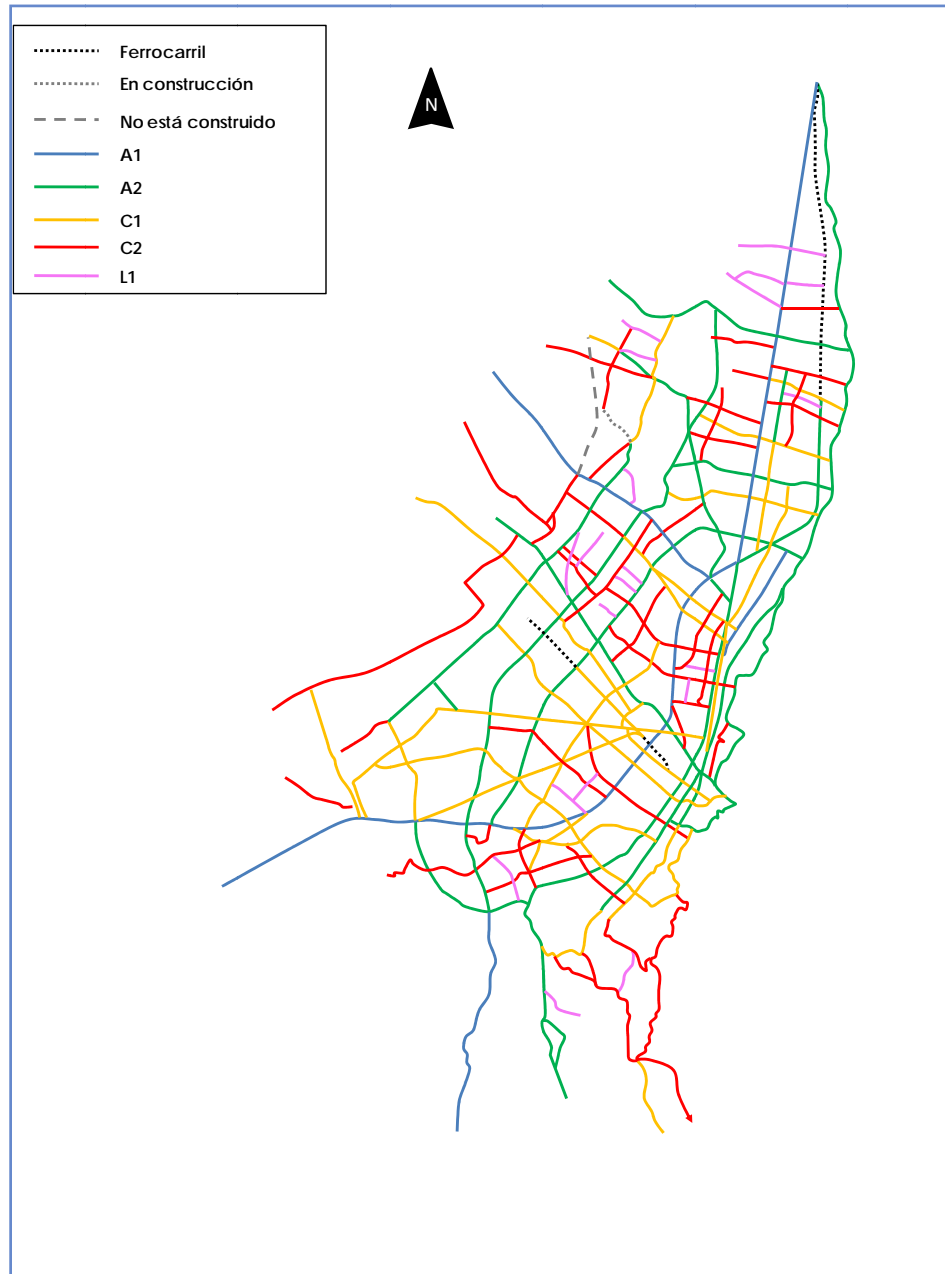 Ferrocarril
En construcción
N
No está construido
A1
A2
C1
C2
L1